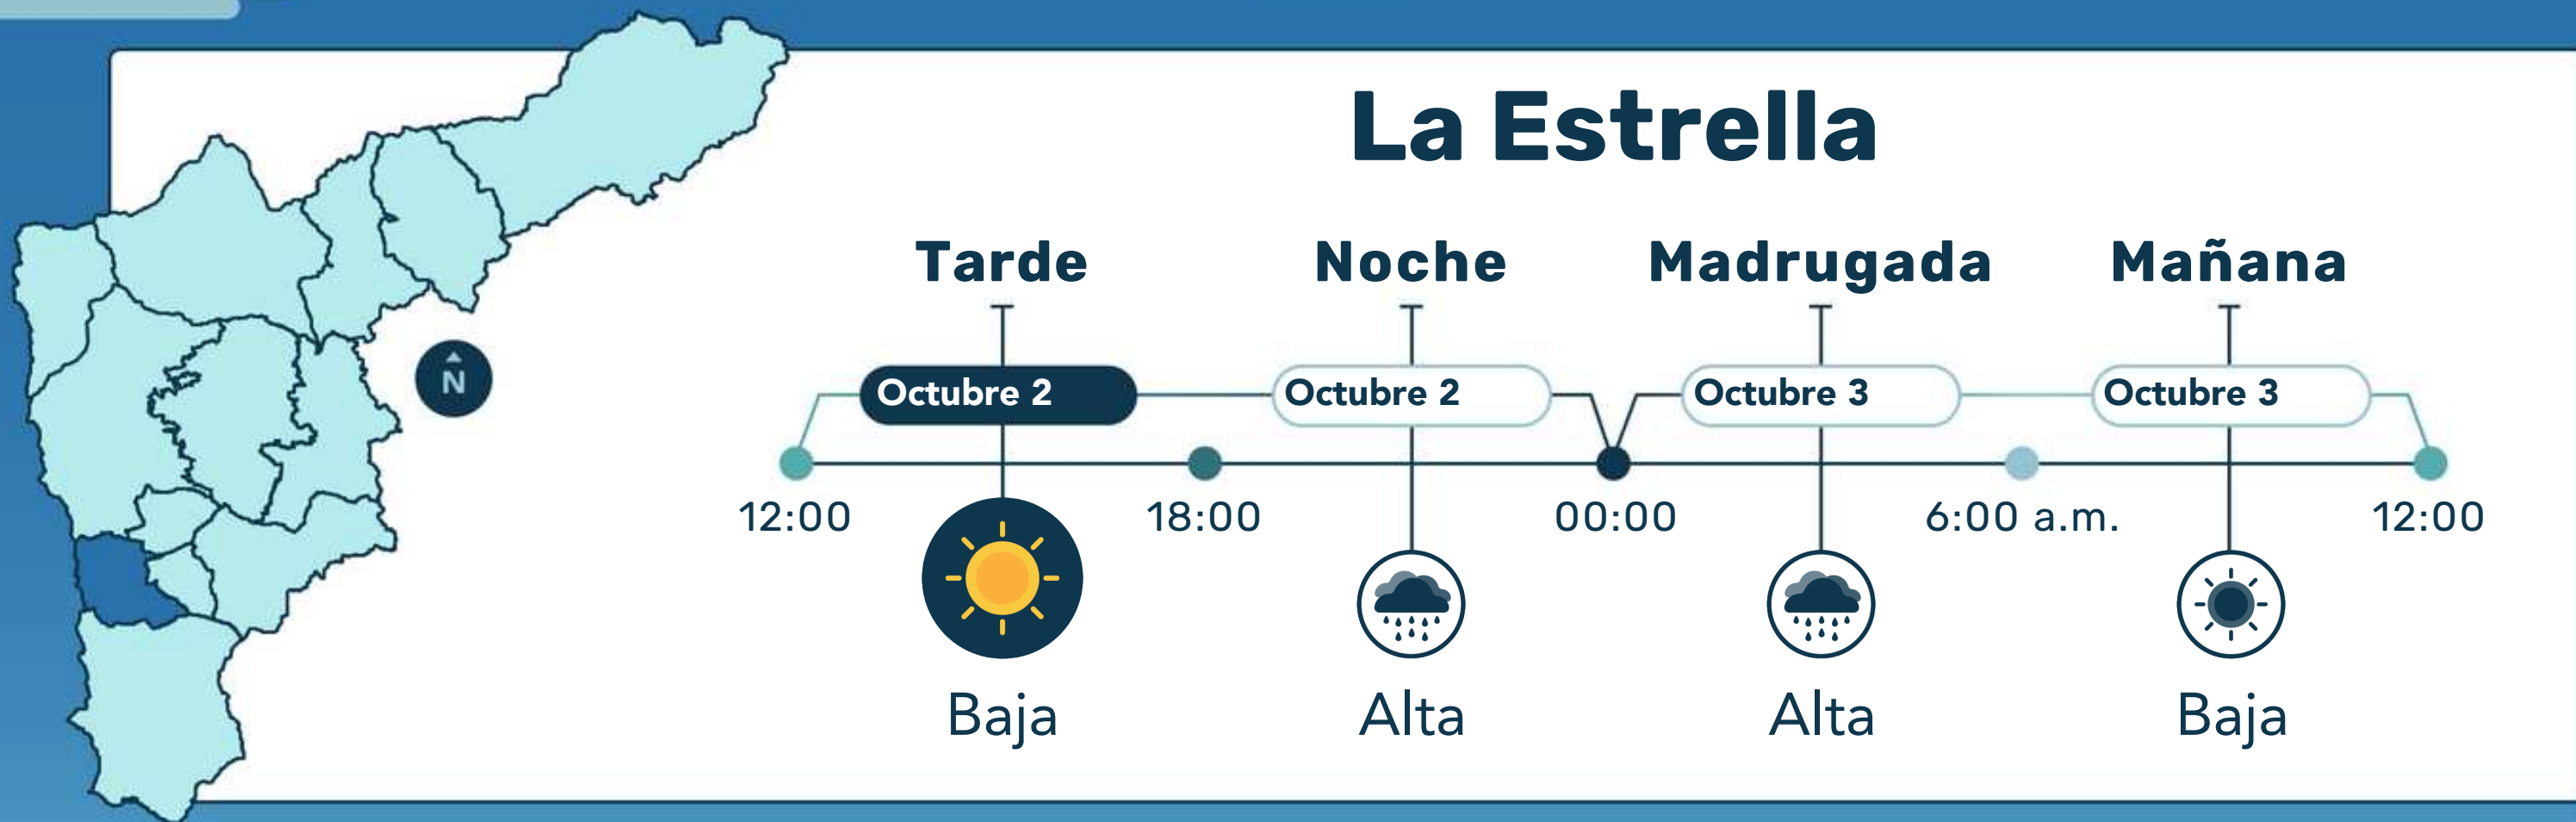 La Estrella
Tarde Noche Madrugada Mañana
N
Octubre 2 Octubre 2 Octubre 3 Octubre 3
12:00 18:00 00:00 6:00 a.m. 12:00
Baja Alta Alta Baja